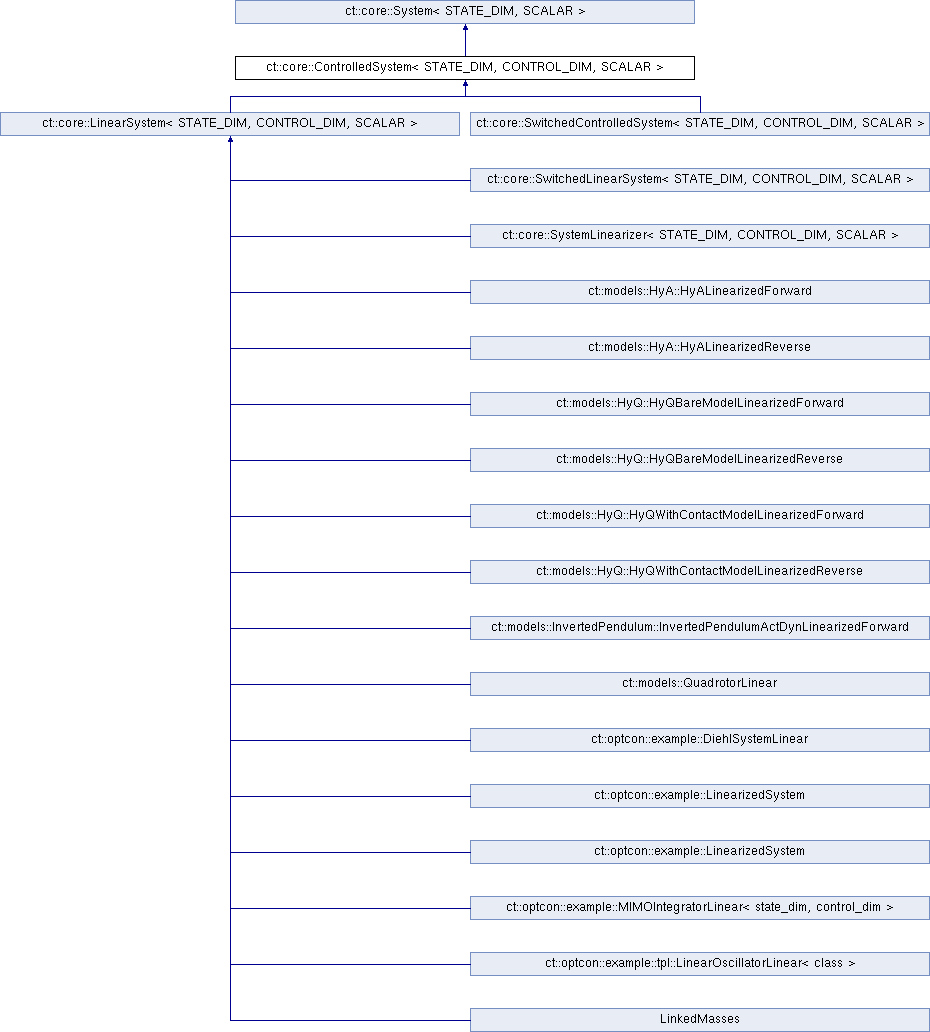 ct::core::System< STATE_DIM, SCALAR >
ct::core::ControlledSystem< STATE_DIM, CONTROL_DIM, SCALAR >
ct::core::LinearSystem< STATE_DIM, CONTROL_DIM, SCALAR >
ct::core::SwitchedControlledSystem< STATE_DIM, CONTROL_DIM, SCALAR >
ct::core::SwitchedLinearSystem< STATE_DIM, CONTROL_DIM, SCALAR >
ct::core::SystemLinearizer< STATE_DIM, CONTROL_DIM, SCALAR >
ct::models::HyA::HyALinearizedForward
ct::models::HyA::HyALinearizedReverse
ct::models::HyQ::HyQBareModelLinearizedForward
ct::models::HyQ::HyQBareModelLinearizedReverse
ct::models::HyQ::HyQWithContactModelLinearizedForward
ct::models::HyQ::HyQWithContactModelLinearizedReverse
ct::models::InvertedPendulum::InvertedPendulumActDynLinearizedForward
ct::models::QuadrotorLinear
ct::optcon::example::DiehlSystemLinear
ct::optcon::example::LinearizedSystem
ct::optcon::example::LinearizedSystem
ct::optcon::example::MIMOIntegratorLinear< state_dim, control_dim >
ct::optcon::example::tpl::LinearOscillatorLinear< class >
LinkedMasses